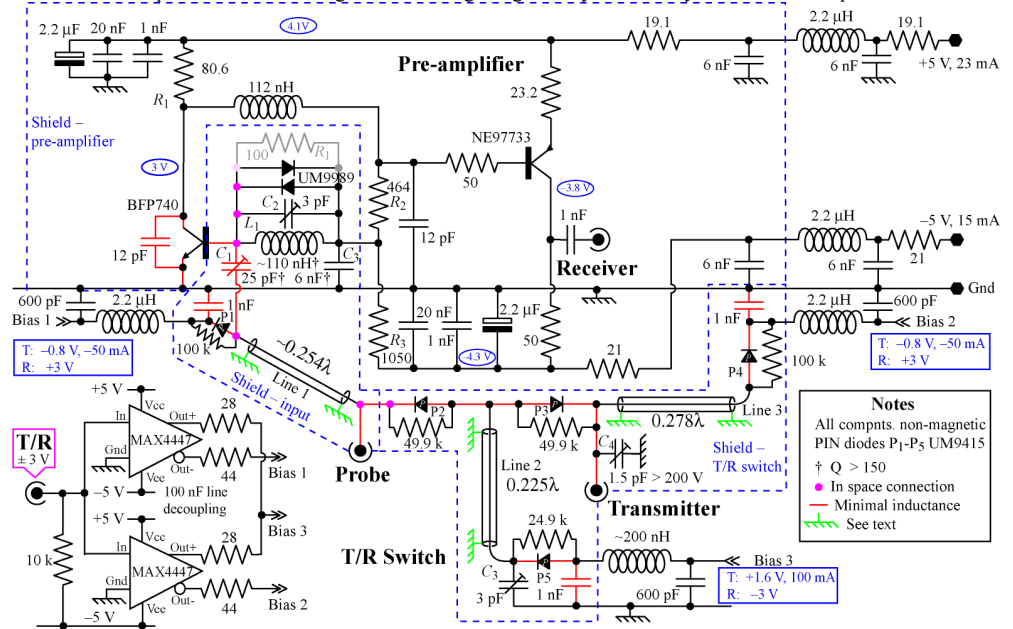 2.2 µF 20 nF 1 nF
4.1V
19.1
2.2 µH
19.1
6 nF
6 nF
+5 V, 23 mA
80.6
R1
Pre-amplifier
23.2
112 nH
Shield –
pre-amplifier
NE97733
100
R1
UM9989
3 V
50
464
R2
–3.8V
BFP740
C2
3 pF
L1
1 nF
2.2 µH
–5 V, 15 mA
12 pF
C1
~110 nH†
C3
12 pF
Receiver
25 pF†
6 nF†
6 nF
6 nF
21
Gnd
600 pF
2.2 µH
1 nF
Bias 1
P1
100 k
20 nF
1 nF
2.2 µF
R3
1050
–4.3 V
50
21
1 nF
2.2 µH
600 pF
Bias 2
P4
100 k
T: –0.8 V, –50 mA
R: +3 V
T: –0.8 V, –50 mA
R: +3 V
~0.254λ
Line 1
Shield – input
P2
49.9 k
P3
49.9 k
0.278λ
Line 3
Probe
Line 2
0.225λ
C4
1.5 pF > 200 V
Transmitter
Shield –
T/R switch
Notes
All compnts. non-magnetic
PIN diodes P1-P5 UM9415
† Q > 150
In space connection
Minimal inductance
See text
+5 V
Vcc
In
Out+
28
MAX4447
Gnd
Out-
44
Bias 1
–5 V
Vee
100 nF line
decoupling
T/R
± 3 V
Bias 3
+5 V
Vcc
In
Out+
28
MAX4447
Gnd
Out-
44
Bias 2
Vee
–5 V
10 k
T/R Switch
24.9 k
C3
P5
3 pF
1 nF
~200 nH
600 pF
Bias 3
T: +1.6 V, 100 mA
R: –3 V